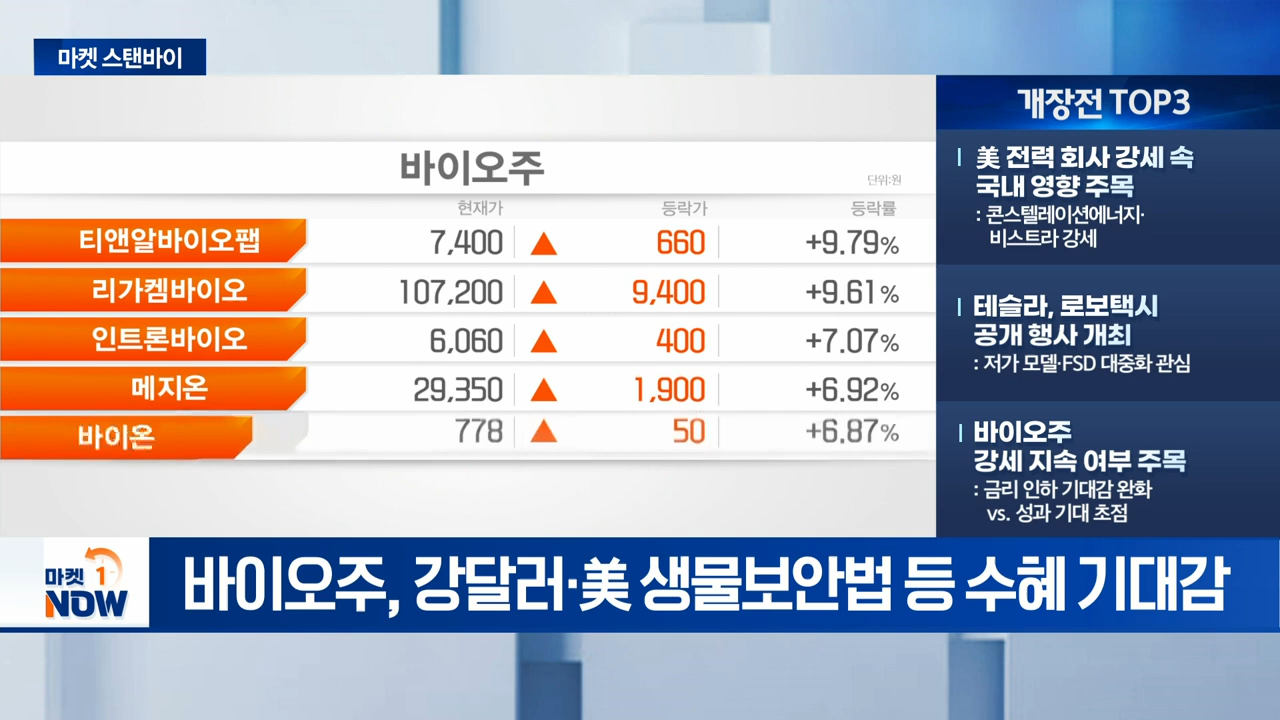 마켓 스탠바이
바이오주
단위:원
현재가 등락가 등락률
티앤알바이오팹 7,400 ▲ 660 +9.79%
리가켐바이오 107,200 ▲ 9,400 +9.61%
인트론바이오 6,060 ▲ 400 +7.07%
메지온 29,350 ▲ 1,900 +6.92%
바이온 778 ▲ 50 +6.87%
개장전 TOP3
美 전력 회사 강세 속
국내 영향 주목
: 콘스텔레이션에너지·
비스트라 강세
테슬라, 로보택시
공개 행사 개최
: 저가 모델·FSD 대중화 관심
바이오주
강세 지속 여부 주목
: 금리 인하 기대감 완화
vs. 성과 기대 초점
마켓 1
NOW
바이오주, 강달러·美 생물보안법 등 수혜 기대감